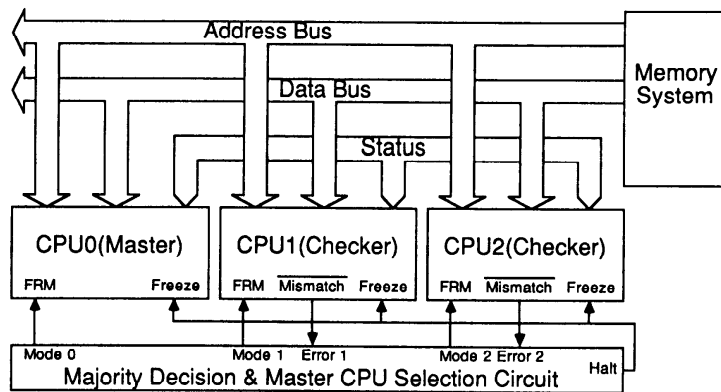 Address Bus
Memory
System
Data Bus
Status
CPU0(Master)
CPU1(Checker)
CPU2(Checker)
FRM
Freeze
FRM
Mismatch
Freeze
FRM
Mismatch
Freeze
Mode 0
Mode 1
Error 1
Mode 2
Error 2
Halt
Majority Decision & Master CPU Selection Circuit